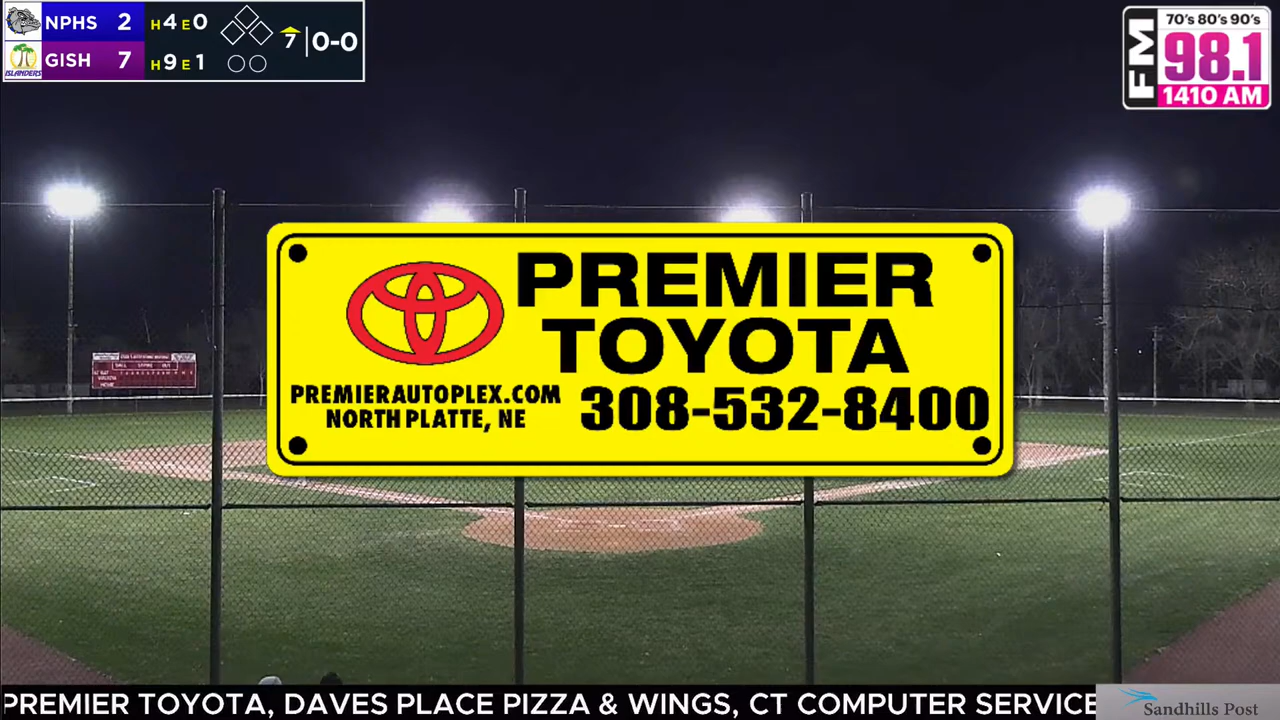 NPHS 2 H4 E0
ISLANDERS GISH 7 H9 E1
7 0-0
70's 80's 90's
FM 98.1
1410 AM
PREMIER
TOYOTA
PREMIERAUTOPLEX.COM
NORTH PLATTE, NE
308-532-8400
PREMIER TOYOTA, DAVES PLACE PIZZA & WINGS, CT COMPUTER SERVICE
Sandhills Post